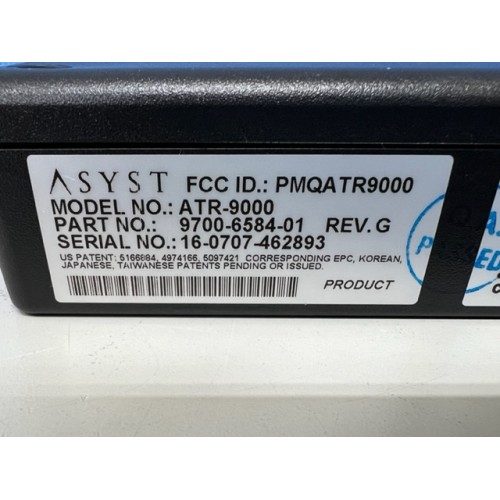 ASYST FCC ID.: PMQATR9000
MODEL NO.: ATR-9000
PART NO.: 9700-6584-01 REV. G
SERIAL NO.: 16-0707-462893
US PATENT: 5166884, 4974166, 5097421 CORRESPONDING EPC, KOREAN,
JAPANESE, TAIWANESE PATENTS PENDING OR ISSUED.
PRODUCT